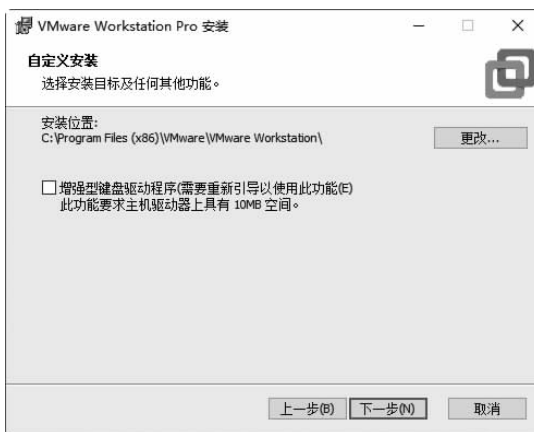 VMware Workstation Pro 安装
自定义安装
选择安装目标及任何其他功能。
安装位置:
C:\Program Files (x86)\VMware\VMware Workstation\
更改...
增强型键盘驱动程序(需要重新引导以使用此功能(E)
此功能要求主机驱动器上具有 10MB 空间。
上一步(B) 下一步(N) 取消